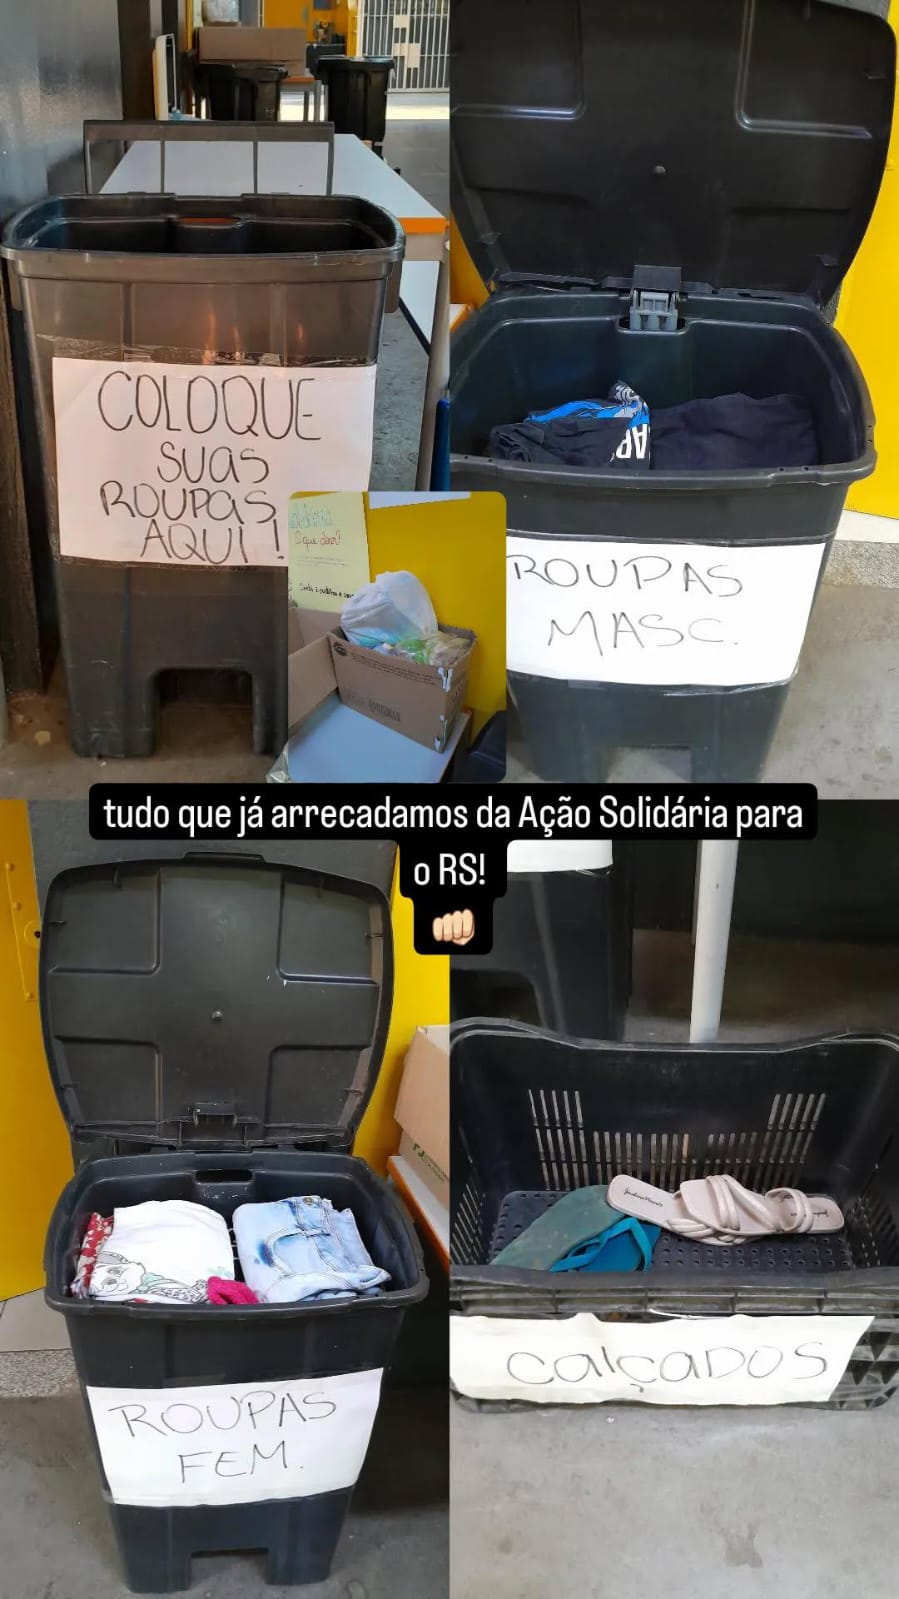 COLOQUE
SUAS
ROUPAS
AQUI!
O que doar?
ROUPAS
MASC.
tudo que já arrecadamos da Ação Solidária para
o RS!
ROUPAS
FEM.
CALÇADOS